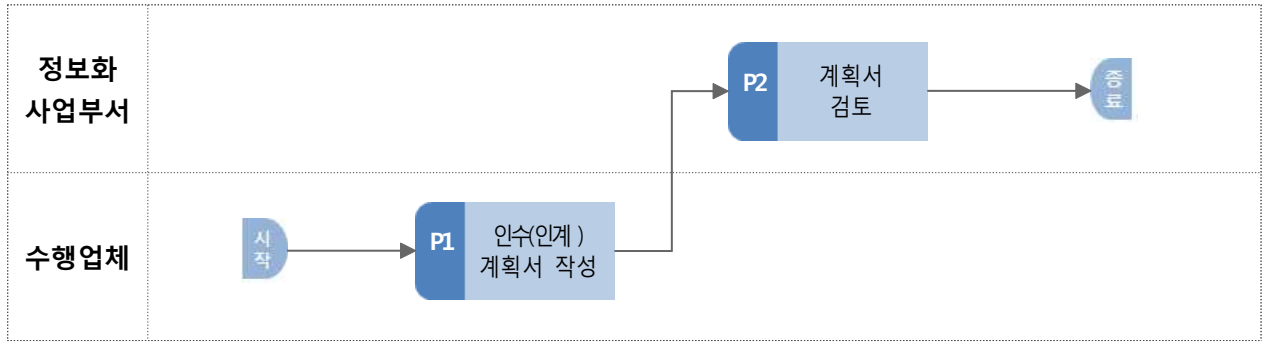 정보화
사업부서
P2
계획서
검토
종
료
수행업체
시
작
P1
인수(인계 )
계획서 작성